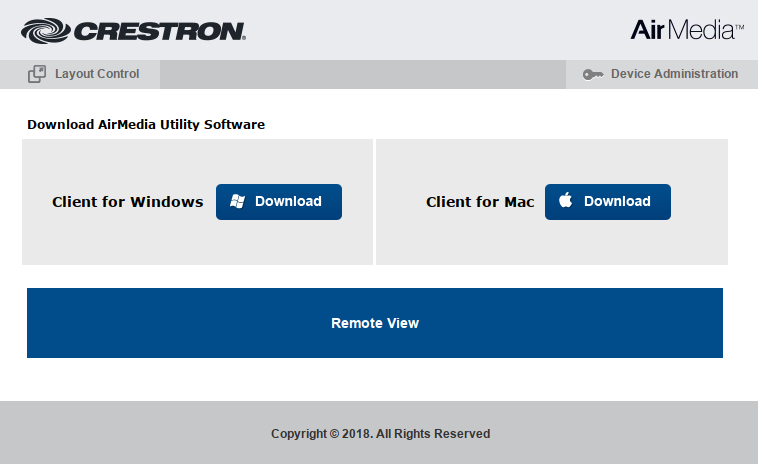 CRESTRON®
AirMedia™
Layout Control
Device Administration
Download AirMedia Utility Software
Client for Windows
Download
Client for Mac
Download
Remote View
Copyright © 2018. All Rights Reserved